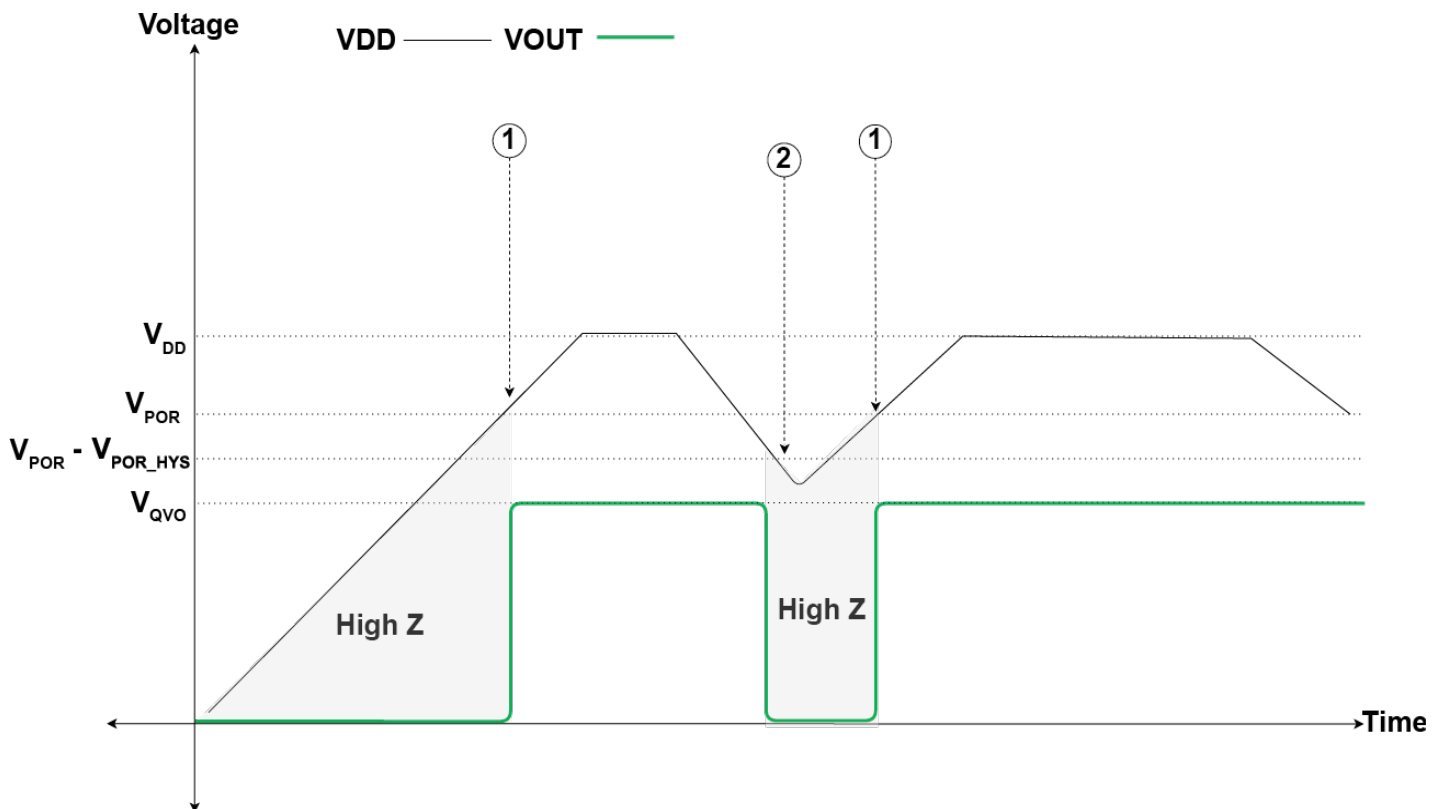 Voltage
VDD VOUT
1
1
2
VDD
VPOR
VPOR - VPOR_HYS
VQVO
High Z
High Z
Time